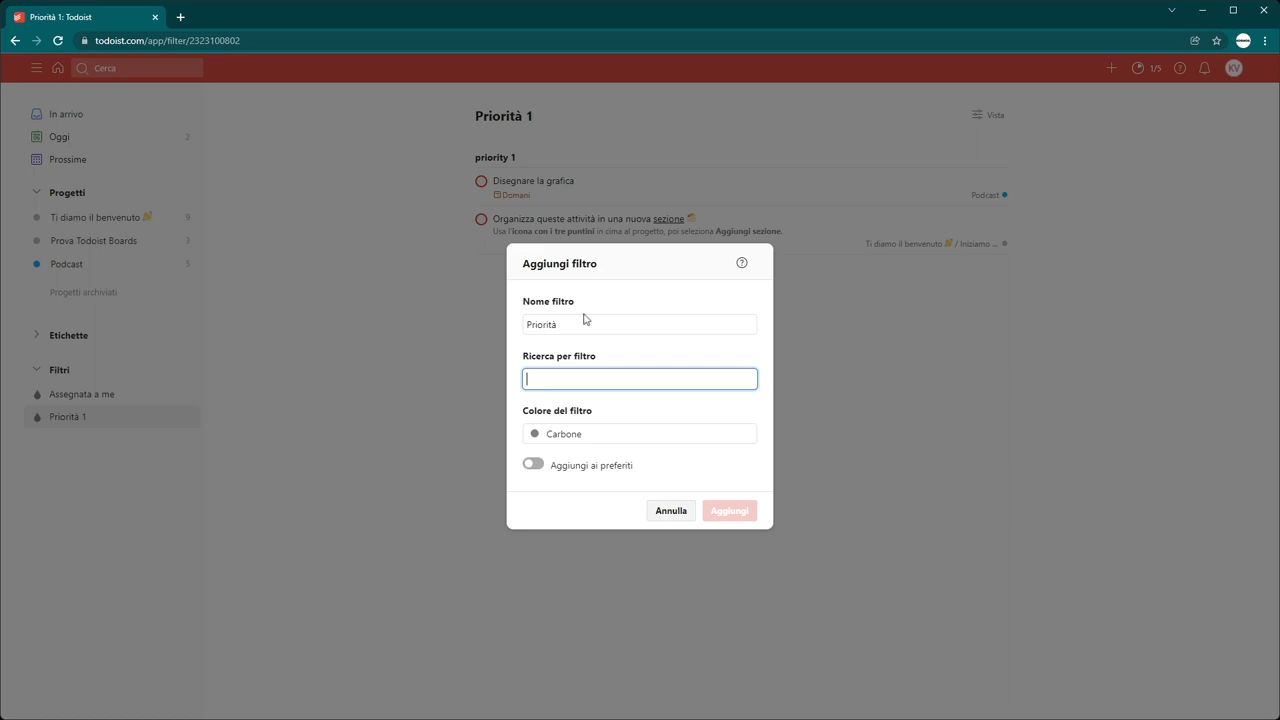 Priorità 1: Todoist
todoist.com/app/filter/2323100802
Cerca
1/5
KV
In arrivo
Oggi 2
Prossime
Progetti
Ti diamo il benvenuto 9
Prova Todoist Boards 3
Podcast 5
Progetti archiviati
Etichette
Filtri
Assegnata a me
Priorità 1
Priorità 1
Vista
priority 1
Disegnare la grafica
Domani
Podcast
Organizza queste attività in una nuova sezione
Usa l'icona con i tre puntini in cima al progetto, poi seleziona Aggiungi sezione.
Ti diamo il benvenuto / Iniziamo ...
Aggiungi filtro
Nome filtro
Priorità
Ricerca per filtro
Colore del filtro
Carbone
Aggiungi ai preferiti
Annulla
Aggiungi